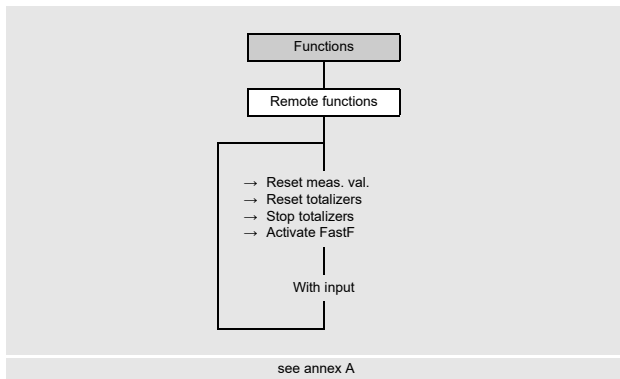 Functions
Remote functions
→ Reset meas. val.
→ Reset totalizers
→ Stop totalizers
→ Activate FastF
With input
see annex A